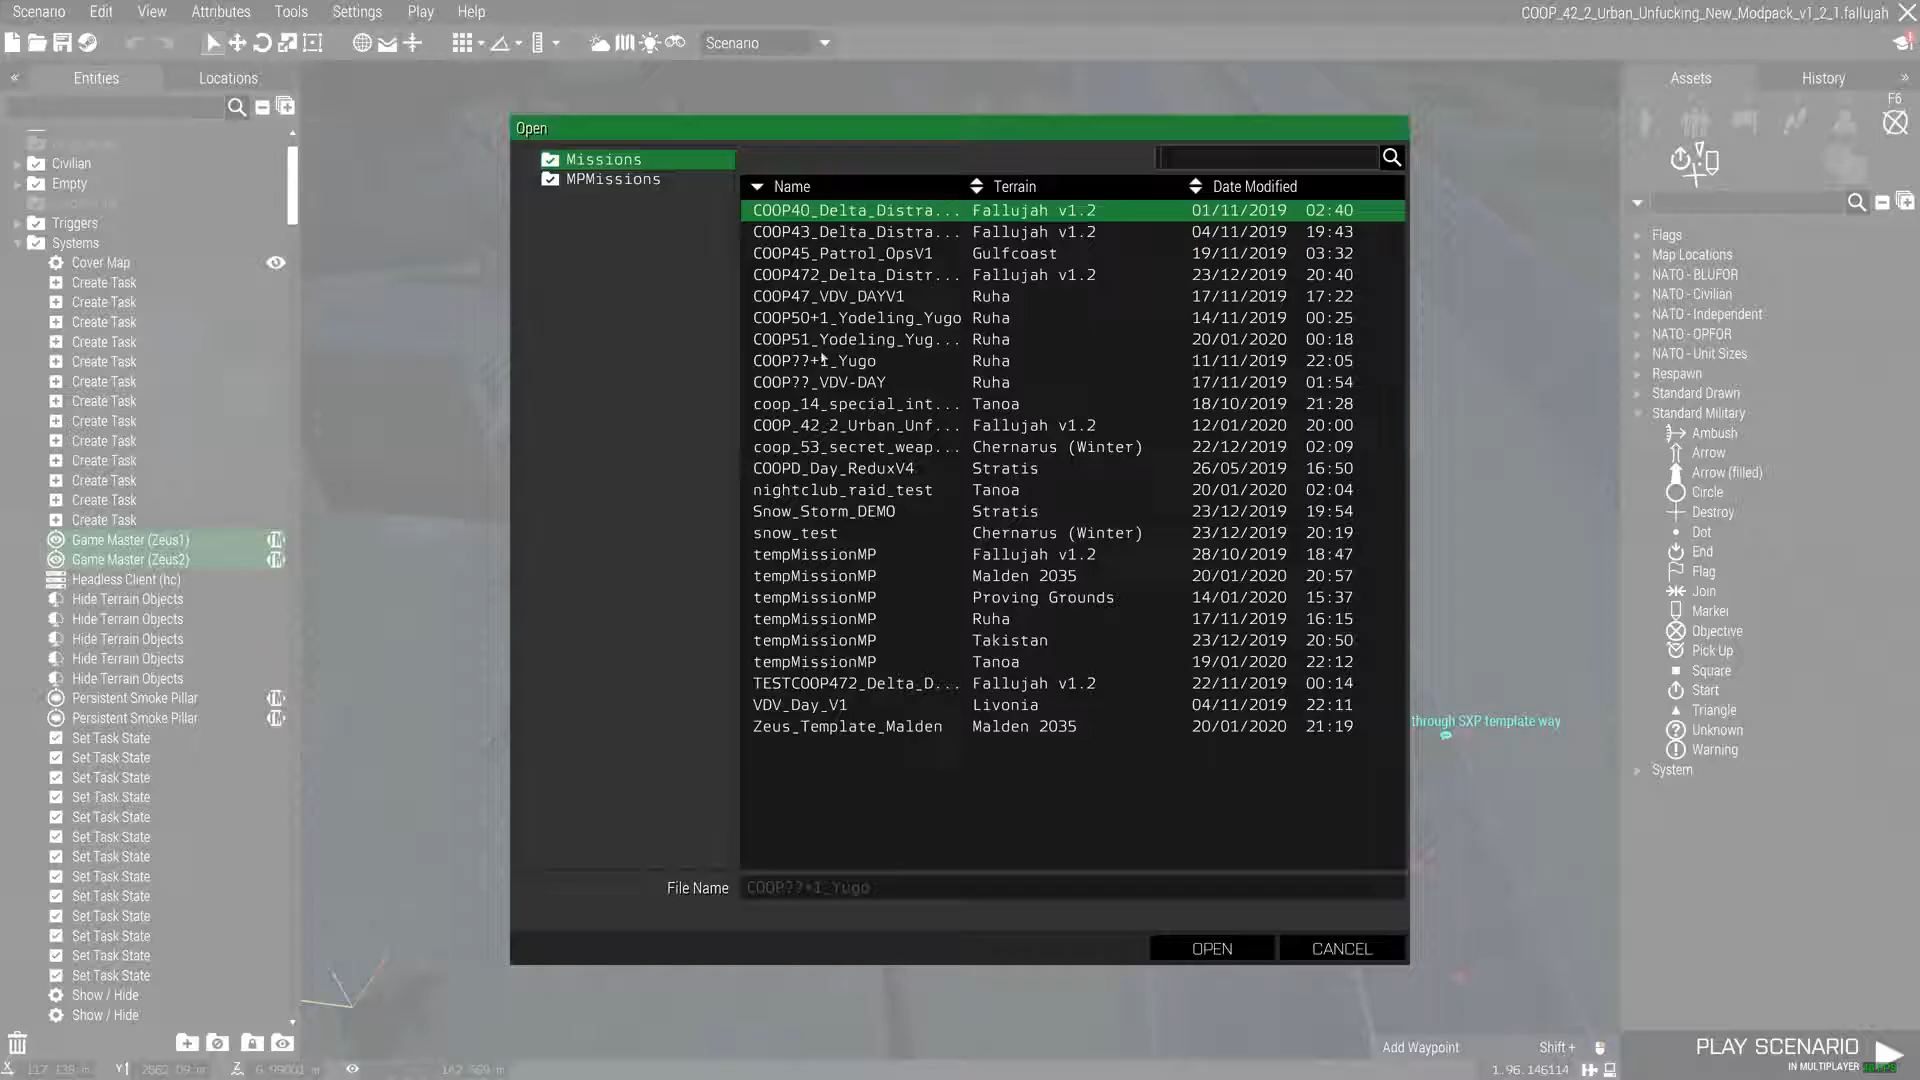 Scenario Edit View Attributes Tools Settings Play Help
COOP_42_2_Urban_Unfucking_New_Modpack_v1_2_1.fallujah
Scenario
Entities Locations
Civilian
Empty
Triggers
Systems
Cover Map
Create Task
Create Task
Create Task
Create Task
Create Task
Create Task
Create Task
Create Task
Create Task
Create Task
Create Task
Create Task
Create Task
Game Master (Zeus1)
Game Master (Zeus2)
Headless Client (hc)
Hide Terrain Objects
Hide Terrain Objects
Hide Terrain Objects
Hide Terrain Objects
Hide Terrain Objects
Persistent Smoke Pillar
Persistent Smoke Pillar
Set Task State
Set Task State
Set Task State
Set Task State
Set Task State
Set Task State
Set Task State
Set Task State
Set Task State
Set Task State
Set Task State
Set Task State
Set Task State
Show / Hide
Show / Hide
Open
Missions
MPMissions
Name Terrain Date Modified
COOP40_Delta_Distra... Fallujah v1.2 01/11/2019 02:40
COOP43_Delta_Distra... Fallujah v1.2 04/11/2019 19:43
COOP45_Patrol_OpsV1 Gulfcoast 19/11/2019 03:32
COOP472_Delta_Distr... Fallujah v1.2 23/12/2019 20:40
COOP47_VDV_DAYV1 Ruha 17/11/2019 17:22
COOP50+1_Yodeling_Yugo Ruha 14/11/2019 00:25
COOP51_Yodeling_Yug... Ruha 20/01/2020 00:18
COOP??+1_Yugo Ruha 11/11/2019 22:05
COOP??_VDV-DAY Ruha 17/11/2019 01:54
coop_14_special_int... Tanoa 18/10/2019 21:28
COOP_42_2_Urban_Unf... Fallujah v1.2 12/01/2020 20:00
coop_53_secret_weap... Chernarus (Winter) 22/12/2019 02:09
COOPD_Day_ReduxV4 Stratis 26/05/2019 16:50
nightclub_raid_test Tanoa 20/01/2020 02:04
Snow_Storm_DEMO Stratis 23/12/2019 19:54
snow_test Chernarus (Winter) 23/12/2019 20:19
tempMissionMP Fallujah v1.2 28/10/2019 18:47
tempMissionMP Malden 2035 20/01/2020 20:57
tempMissionMP Proving Grounds 14/01/2020 15:37
tempMissionMP Ruha 17/11/2019 16:15
tempMissionMP Takistan 23/12/2019 20:50
tempMissionMP Tanoa 19/01/2020 22:12
TESTCOOP472_Delta_D... Fallujah v1.2 22/11/2019 00:14
VDV_Day_V1 Livonia 04/11/2019 22:11
Zeus_Template_Malden Malden 2035 20/01/2020 21:19
File Name COOP??+1_Yugo
OPEN CANCEL
through SXP template way
Assets History
F6
Flags
Map Locations
NATO - BLUFOR
NATO - Civilian
NATO - Independent
NATO - OPFOR
NATO - Unit Sizes
Respawn
Standard Drawn
Standard Military
Ambush
Arrow
Arrow (filled)
Circle
Destroy
Dot
End
Flag
Join
Marker
Objective
Pick Up
Square
Start
Triangle
Unknown
Warning
System
Add Waypoint Shift +
PLAY SCENARIO
IN MULTIPLAYER
X Y Z
1.96.146114